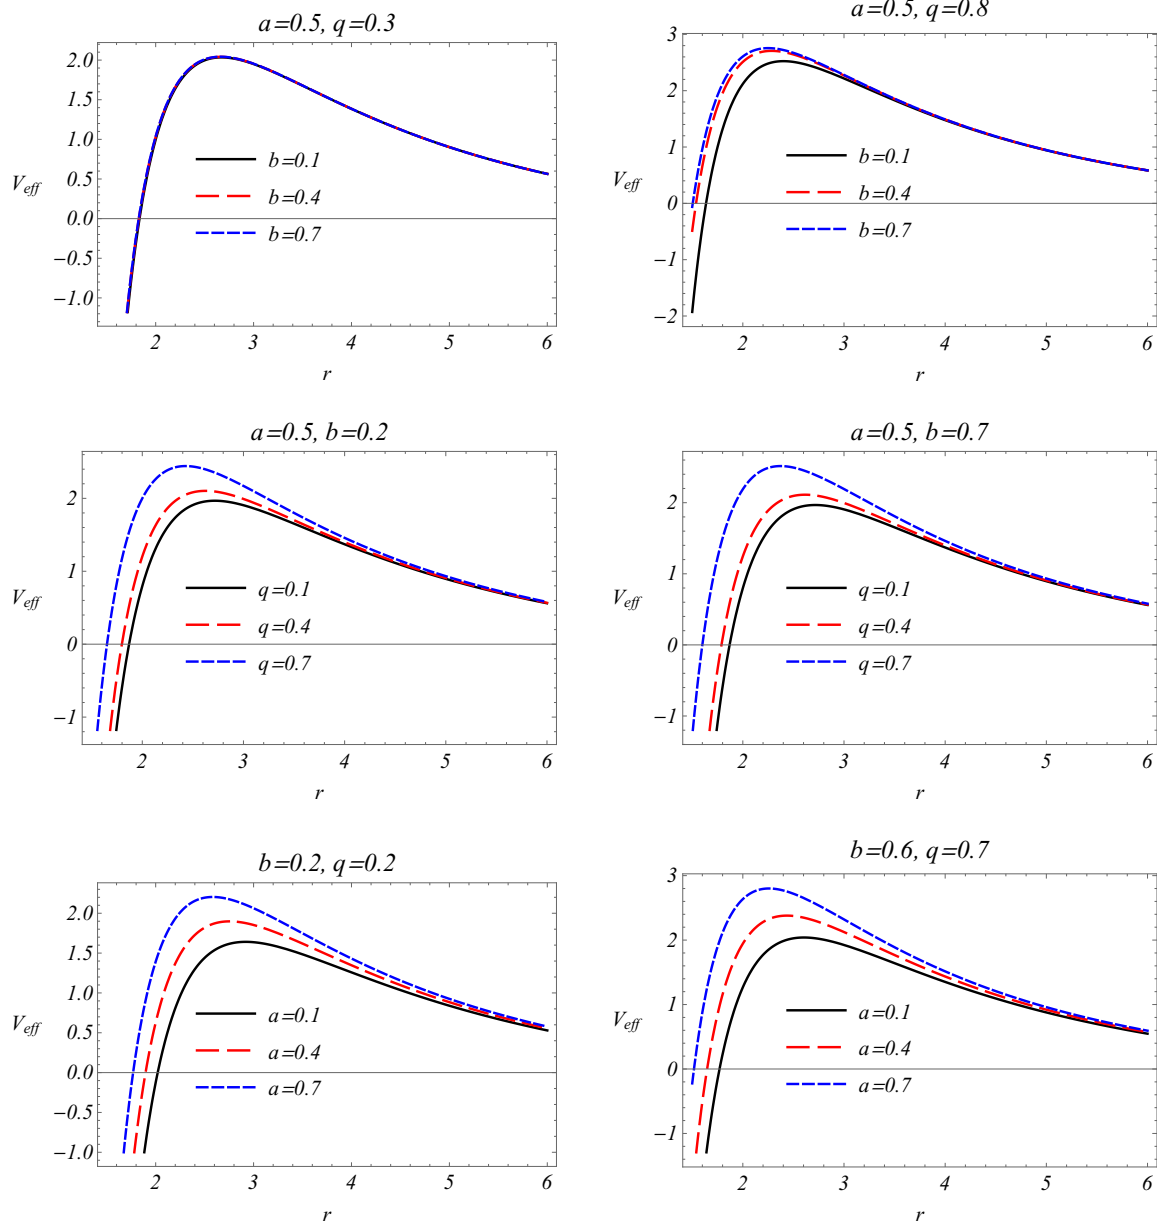 a=0.5, q=0.3
2.0
1.5
1.0
0.5
0.0
−0.5
−1.0
V_eff
b=0.1
b=0.4
b=0.7
2 3 4 5 6
r
a=0.5, q=0.8
3
2
1
0
−1
−2
V_eff
b=0.1
b=0.4
b=0.7
2 3 4 5 6
r
a=0.5, b=0.2
2
1
0
−1
V_eff
q=0.1
q=0.4
q=0.7
2 3 4 5 6
r
a=0.5, b=0.7
2
1
0
−1
V_eff
q=0.1
q=0.4
q=0.7
2 3 4 5 6
r
b=0.2, q=0.2
2.0
1.5
1.0
0.5
0.0
−0.5
−1.0
V_eff
a=0.1
a=0.4
a=0.7
2 3 4 5 6
r
b=0.6, q=0.7
3
2
1
0
−1
V_eff
a=0.1
a=0.4
a=0.7
2 3 4 5 6
r